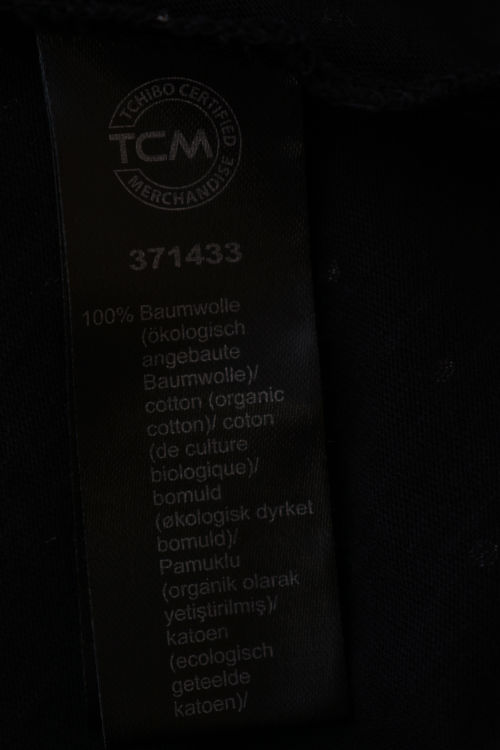 TCHIBO CERTIFIED
TCM
MERCHANDISE
371433
100% Baumwolle
(ökologisch
angebaute
Baumwolle)/
cotton (organic
cotton)/ coton
(de culture
biologique)/
bomuld
(økologisk dyrket
bomuld)/
Pamuklu
(organik olarak
yetiştirilmiş)/
katoen
(ecologisch
geteelde
katoen)/